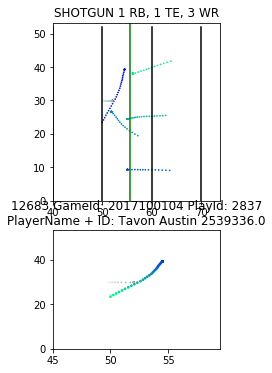 SHOTGUN 1 RB, 1 TE, 3 WR
50
40
30
20
10
40 50 60 70
12683 GameId: 2017100104 PlayId: 2837
PlayerName + ID: Tavon Austin 2539336.0
40
20
0
45 50 55